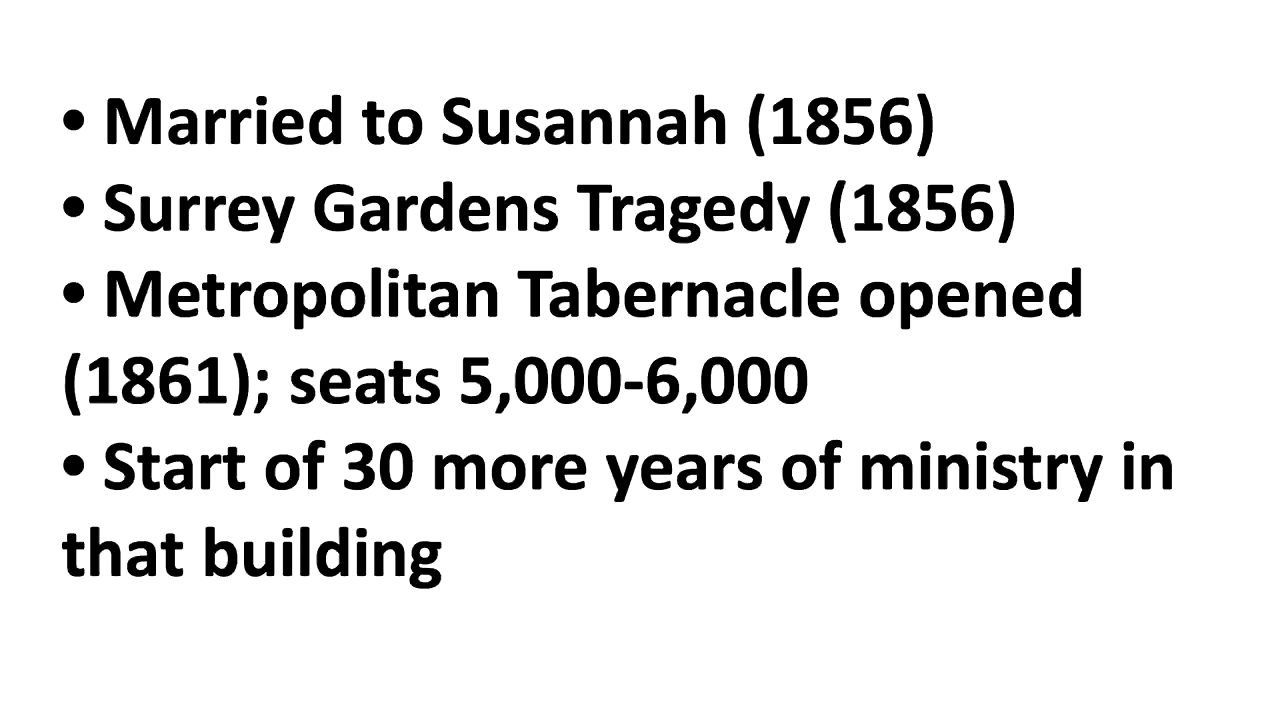 • Married to Susannah (1856)
• Surrey Gardens Tragedy (1856)
• Metropolitan Tabernacle opened
(1861); seats 5,000-6,000
• Start of 30 more years of ministry in
that building